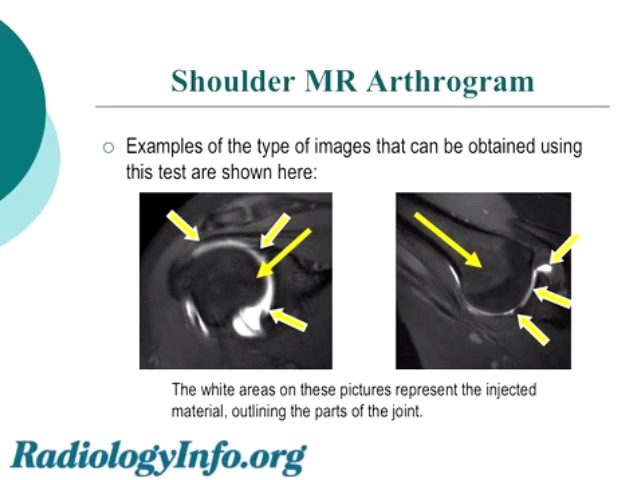 Shoulder MR Arthrogram
Examples of the type of images that can be obtained using
this test are shown here:
The white areas on these pictures represent the injected
material, outlining the parts of the joint.
RadiologyInfo.org